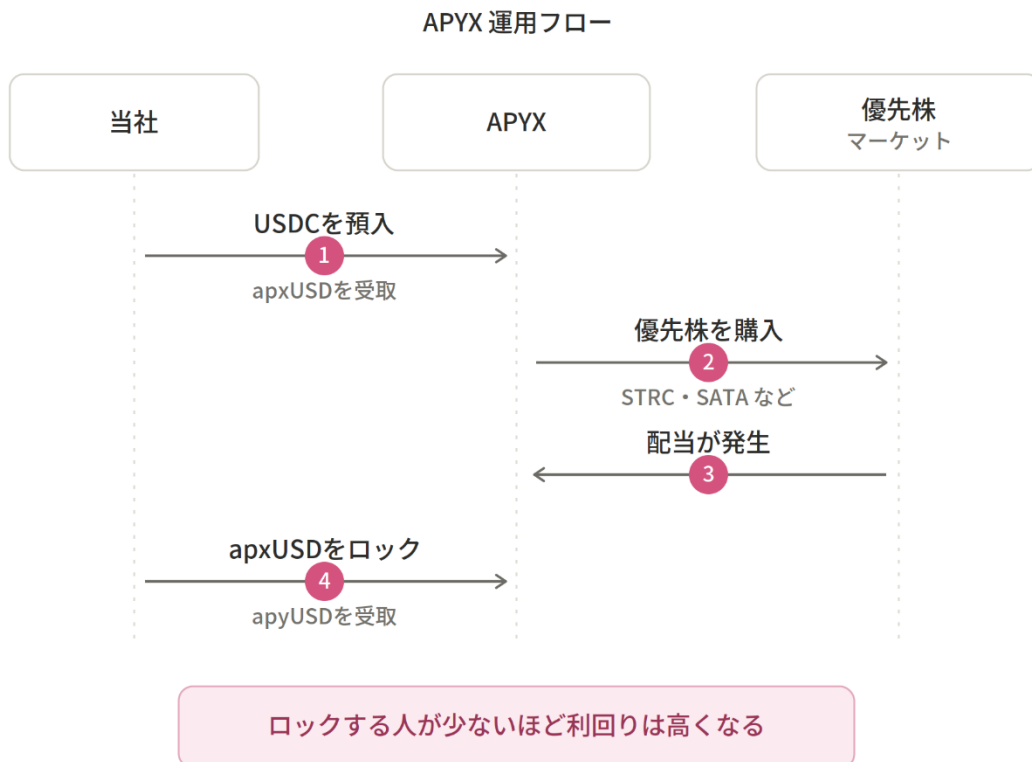 APYX 運用フロー
当社
APYX
優先株
マーケット
USDCを預入
1
apxUSDを受取
優先株を購入
2
STRC・SATA など
配当が発生
3
apxUSDをロック
4
apyUSDを受取
ロックする人が少ないほど利回りは高くなる